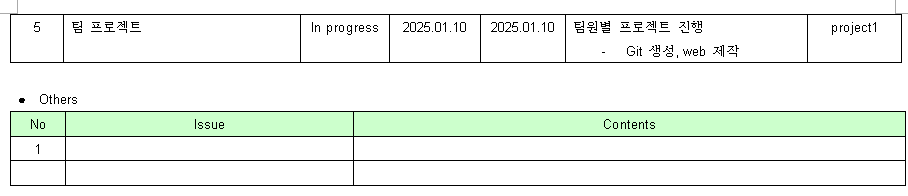 5 팀 프로젝트 In progress 2025.01.10 2025.01.10 팀원별 프로젝트 진행 project1
- Git 생성, web 제작
● Others
No Issue Contents
1